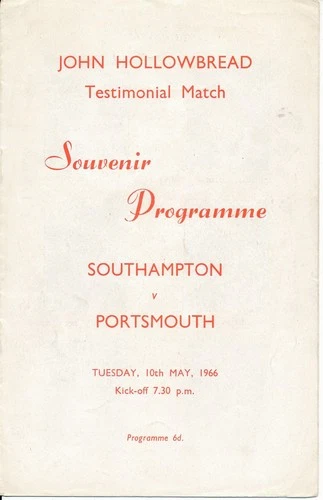 JOHN HOLLOWBREAD
Testimonial Match
Souvenir
Programme
SOUTHAMPTON
v
PORTSMOUTH
TUESDAY, 10th MAY, 1966
Kick-off 7.30 p.m.
Programme 6d.